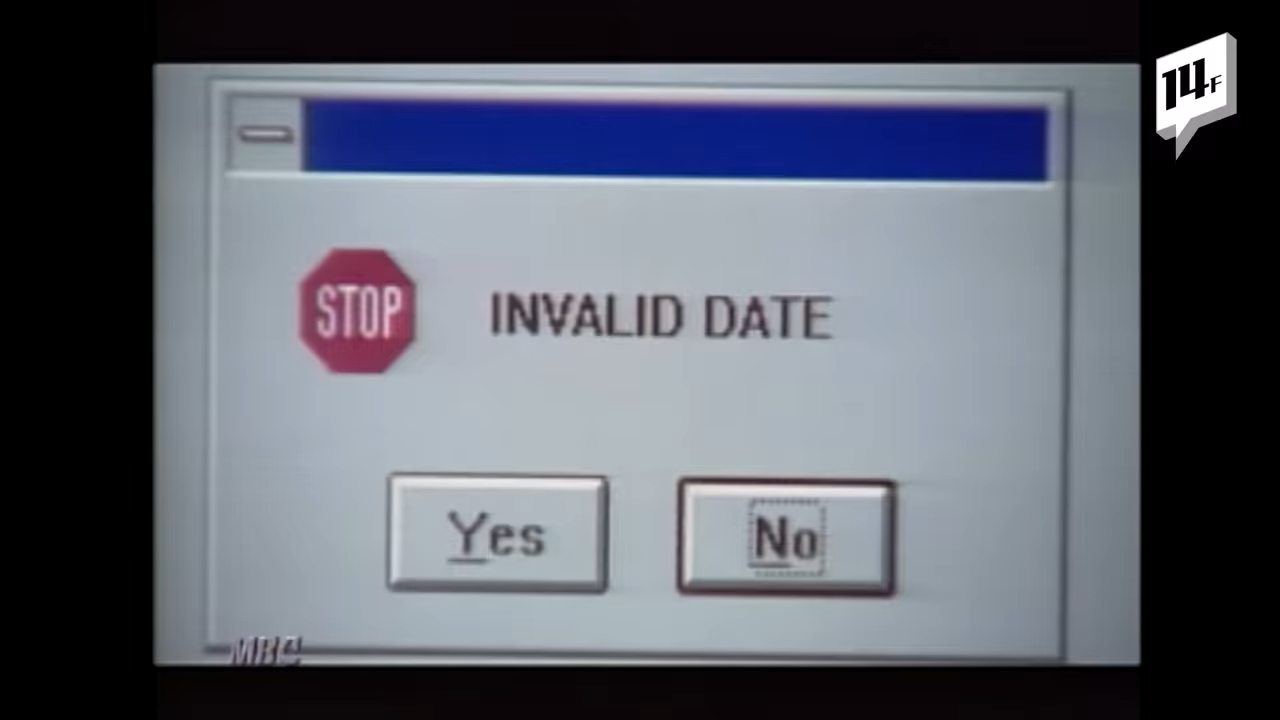 14F
STOP
INVALID DATE
Yes
No
MBC